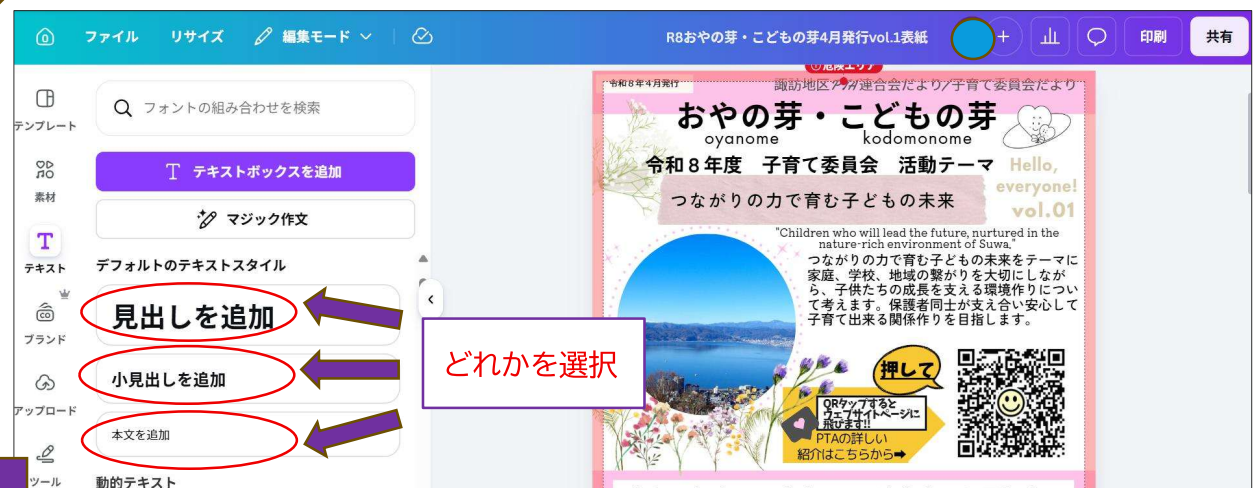 ファイル
リサイズ
編集モード
R8おやの芽・こどもの芽4月発行vol.1表紙
印刷
共有
テンプレート
素材
テキスト
ブランド
アップロード
ツール
フォントの組み合わせを検索
T テキストボックスを追加
マジック作文
デフォルトのテキストスタイル
見出しを追加
小見出しを追加
本文を追加
動的テキスト
どれかを選択
令和8年4月発行
諏訪地区PTA連合会だより/子育て委員会だより
おやの芽・こどもの芽
oyanome kodomonome
令和8年度 子育て委員会 活動テーマ
Hello,
everyone!
vol.01
つながりの力で育む子どもの未来
"Children who will lead the future, nurtured in the
nature-rich environment of Suwa,"
つながりの力で育む子どもの未来をテーマに
家庭、学校、地域の繋がりを大切にしなが
ら、子供たちの成長を支える環境作りについ
て考えます。保護者同士が支え合い安心して
子育て出来る関係作りを目指します。
押して
QRタップすると
ウェブサイトページに
飛びます!!
PTAの詳しい
紹介はこちらから➡